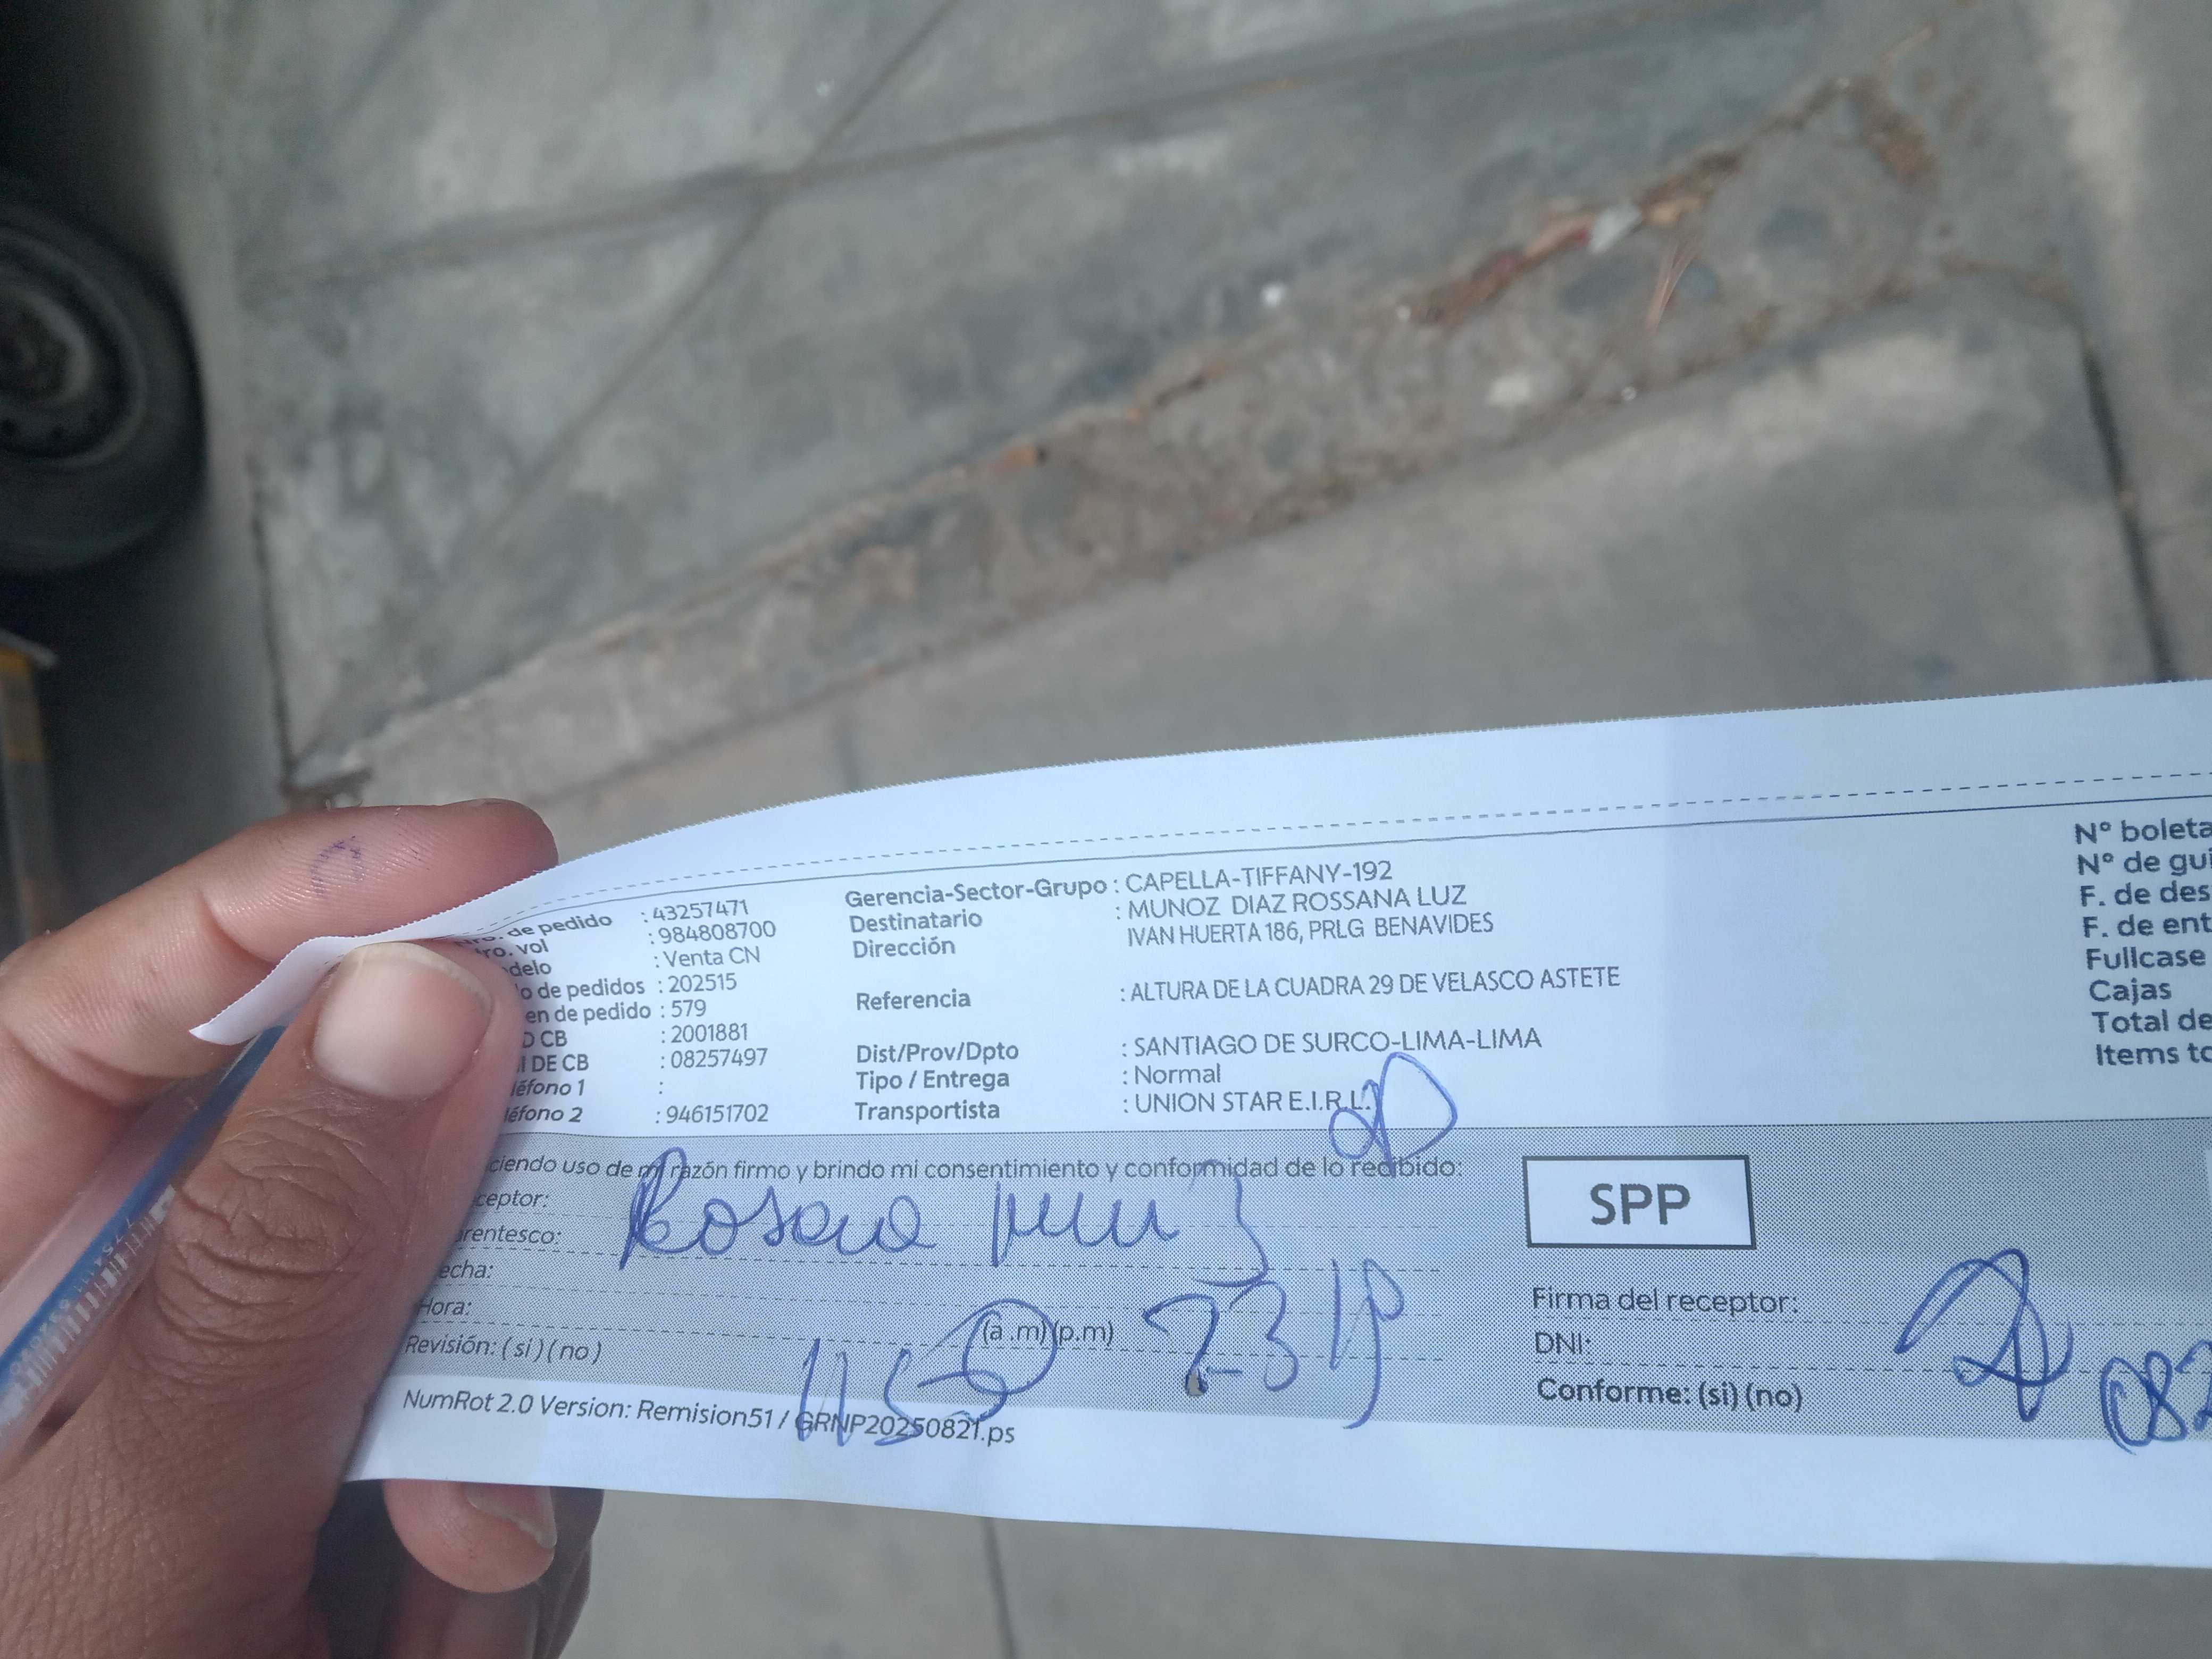 de pedido : 43257471
ro. vol : 984808700
delo : Venta CN
o de pedidos : 202515
en de pedido : 579
D CB : 2001881
I DE CB : 08257497
léfono 1 :
léfono 2 : 946151702
Gerencia-Sector-Grupo : CAPELLA-TIFFANY-192
Destinatario : MUNOZ DIAZ ROSSANA LUZ
Dirección IVAN HUERTA 186, PRLG BENAVIDES
Referencia : ALTURA DE LA CUADRA 29 DE VELASCO ASTETE
Dist/Prov/Dpto : SANTIAGO DE SURCO-LIMA-LIMA
Tipo / Entrega : Normal
Transportista : UNION STAR E.I.R.L.
N° boleta
N° de gui
F. de des
F. de ent
Fullcase
Cajas
Total de
Items to
ciendo uso de mi razón firmo y brindo mi consentimiento y conformidad de lo recibido:
ceptor:
rentesco:
echa:
Hora: (a .m) (p.m)
Revisión: ( si ) ( no )
1150
SPP
Firma del receptor:
DNI: 082
Conforme: (si) (no)
NumRot 2.0 Version: Remision51 / GRNP20250821.ps